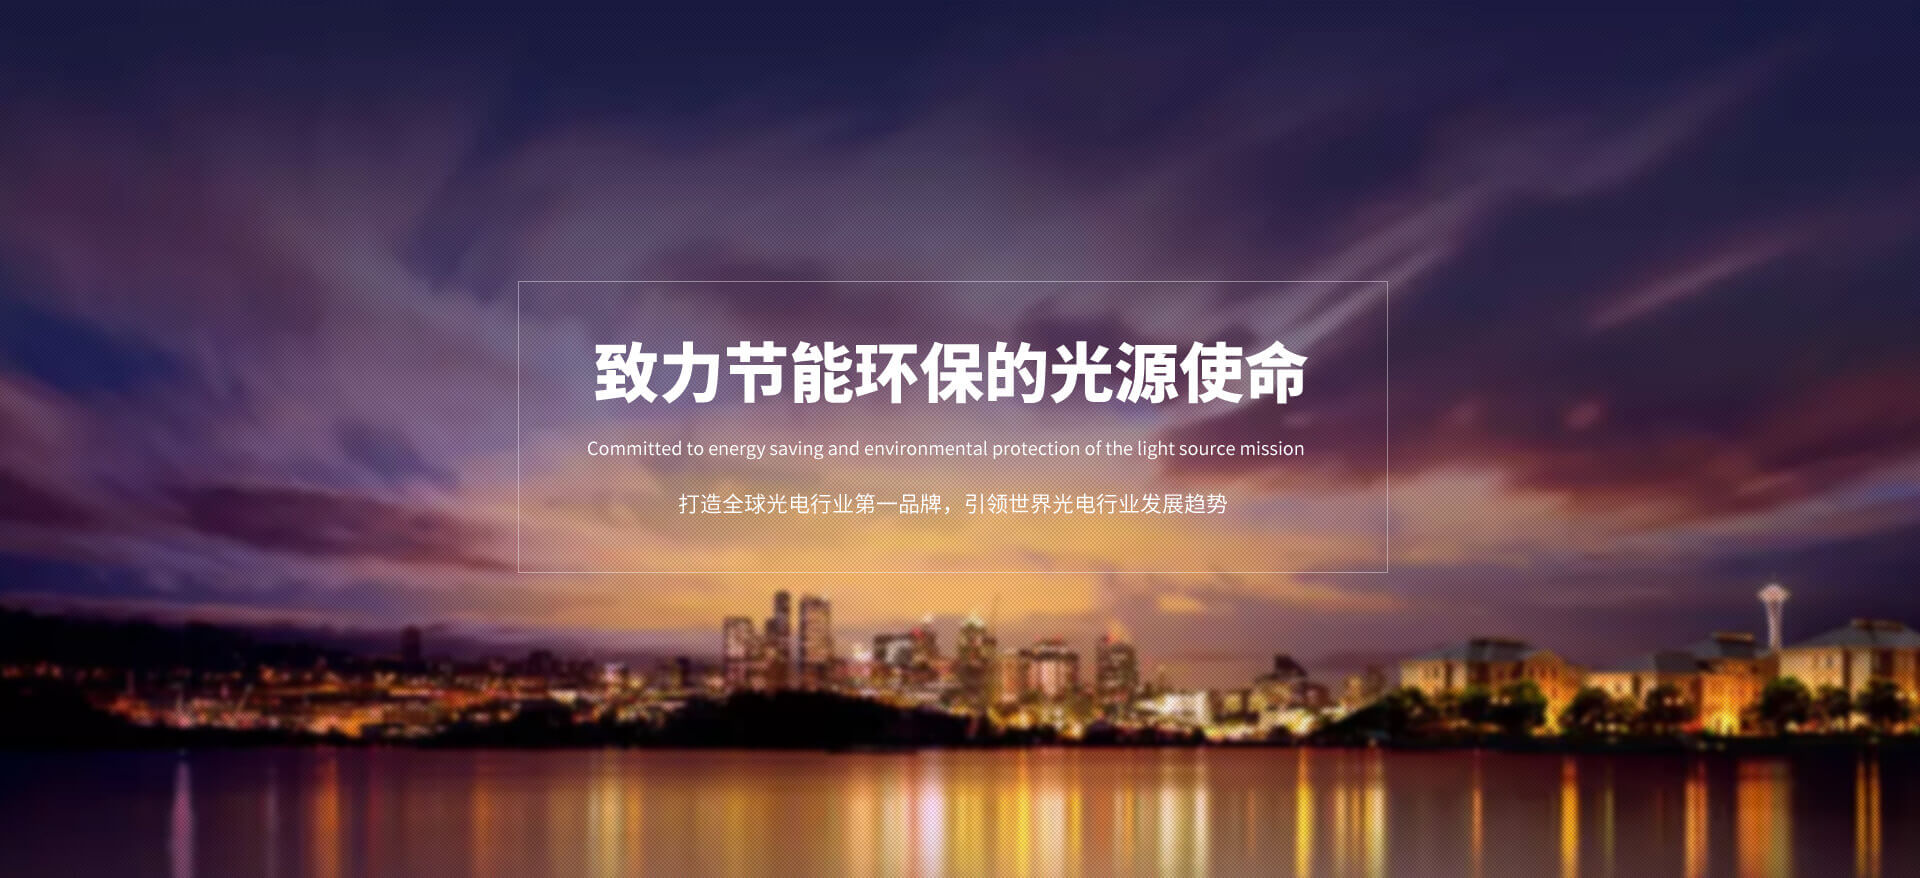 致力节能环保的光源使命
Committed to energy saving and environmental protection of the light source mission
打造全球光电行业第一品牌，引领世界光电行业发展趋势